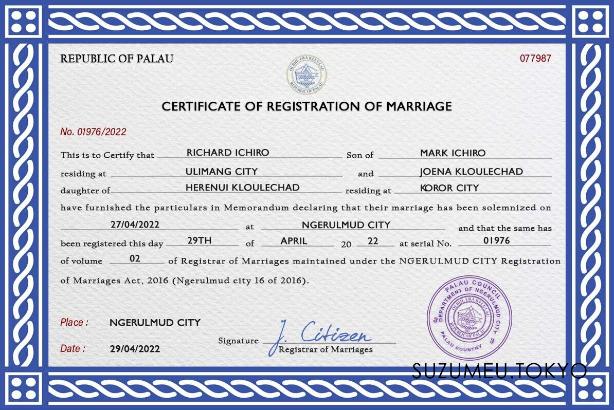 REPUBLIC OF PALAU 077987
CERTIFICATE OF REGISTRATION OF MARRIAGE
No. 01976/2022
This is to Certify that RICHARD ICHIRO Son of MARK ICHIRO
residing at ULIMANG CITY and JOENA KLOULECHAD
daughter of HERENUI KLOULECHAD residing at KOROR CITY
have furnished the particulars in Memorandum declaring that their marriage has been solemnized on
27/04/2022 at NGERULMUD CITY and that the same has
been registered this day 29TH of APRIL 20 22 at serial No. 01976
of volume 02 of Registrar of Marriages maintained under the NGERULMUD CITY Registration
of Marriages Act, 2016 (Ngerulmud city 16 of 2016).
PALAU COUNCIL
DEPARTMENT OF NGERULMUD CITY
PALAU KOUNTRY
Place : NGERULMUD CITY
Signature J. Citizen
Registrar of Marriages
Date : 29/04/2022
SUZUMEU.TOKYO